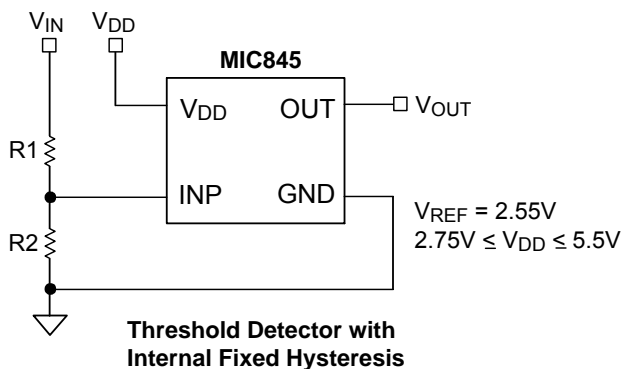 VIN VDD
MIC845
VDD OUT
VOUT
R1
INP GND
VREF = 2.55V
R2
2.75V ≤ VDD ≤ 5.5V
Threshold Detector with
Internal Fixed Hysteresis